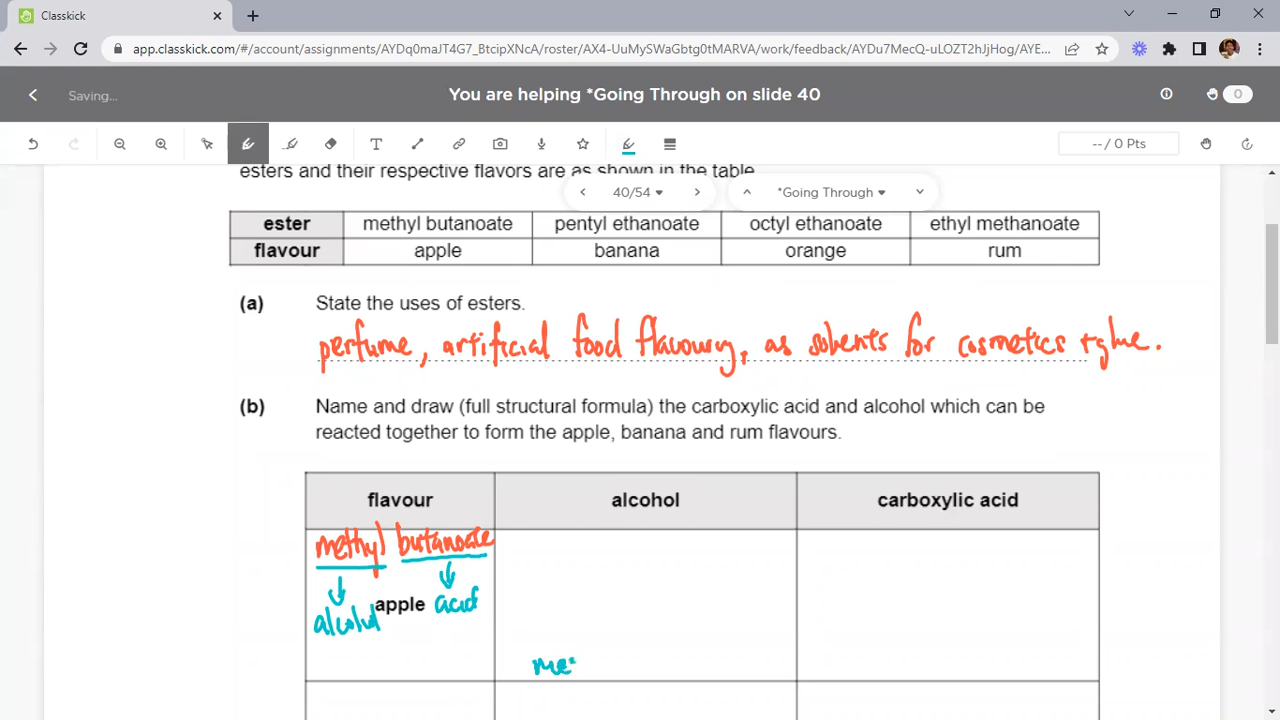 Classkick
app.classkick.com/#/account/assignments/AYDq0maJT4G7_BtcipXNA/roster/AX4-UuMySWaGbtg0tMARVA/work/feedback/AYDu7MecQ-uLOZT2hJjHog/AYE...
Saving...
You are helping *Going Through on slide 40
0
-- / 0 Pts
esters and their respective flavors are as shown in the table
40/54
*Going Through
ester methyl butanoate pentyl ethanoate octyl ethanoate ethyl methanoate
flavour apple banana orange rum
(a) State the uses of esters.
perfume, artificial food flavouring, as solvents for cosmetics + glue.
(b) Name and draw (full structural formula) the carboxylic acid and alcohol which can be
reacted together to form the apple, banana and rum flavours.
flavour alcohol carboxylic acid
methyl butanoate
apple acid
alcohol
me